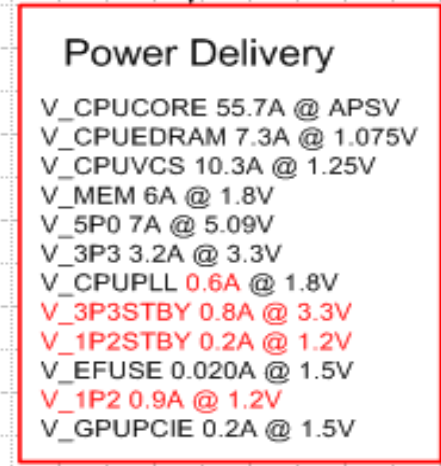 Power Delivery
V_CPUCORE 55.7A @ APSV
V_CPUEDRAM 7.3A @ 1.075V
V_CPUVCS 10.3A @ 1.25V
V_MEM 6A @ 1.8V
V_5P0 7A @ 5.09V
V_3P3 3.2A @ 3.3V
V_CPUPLL 0.6A @ 1.8V
V_3P3STBY 0.8A @ 3.3V
V_1P2STBY 0.2A @ 1.2V
V_EFUSE 0.020A @ 1.5V
V_1P2 0.9A @ 1.2V
V_GPUPCIE 0.2A @ 1.5V